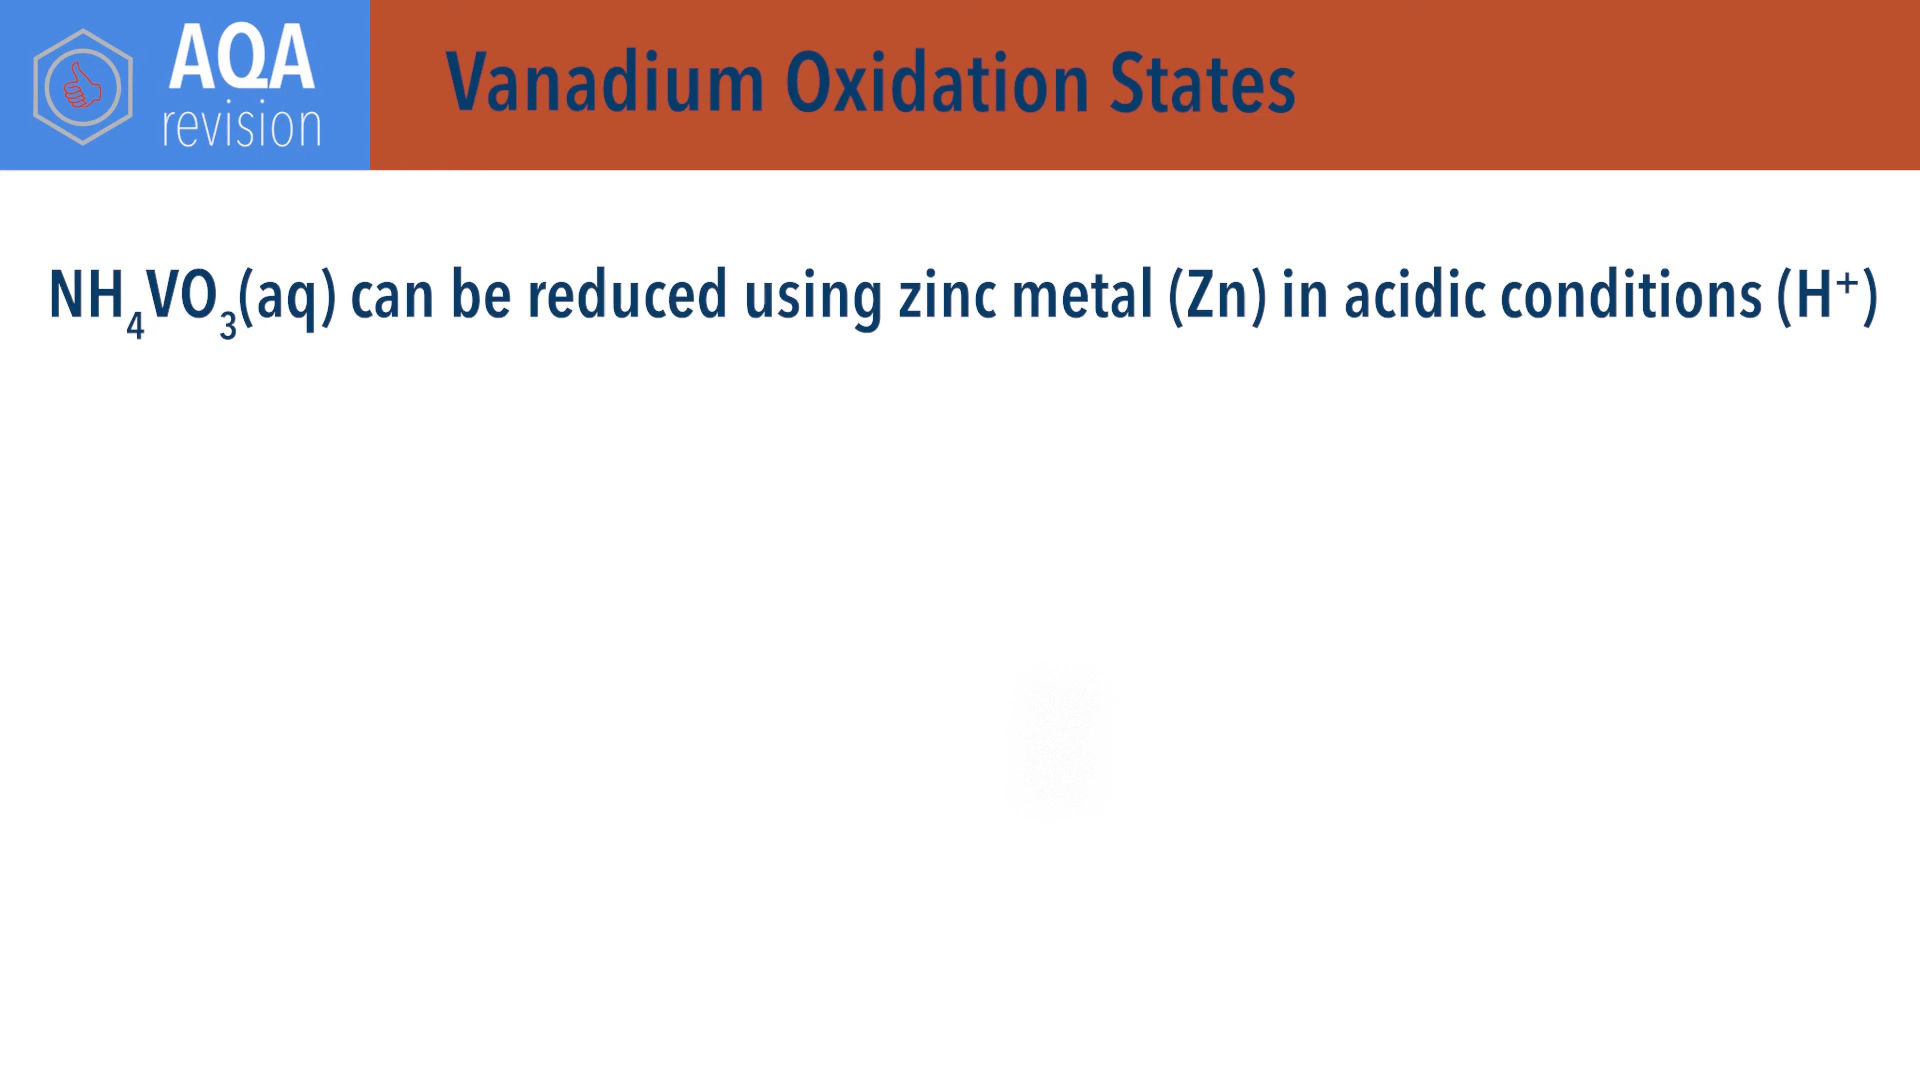 AQA
revision
Vanadium Oxidation States
NH₄VO₃(aq) can be reduced using zinc metal (Zn) in acidic conditions (H⁺)